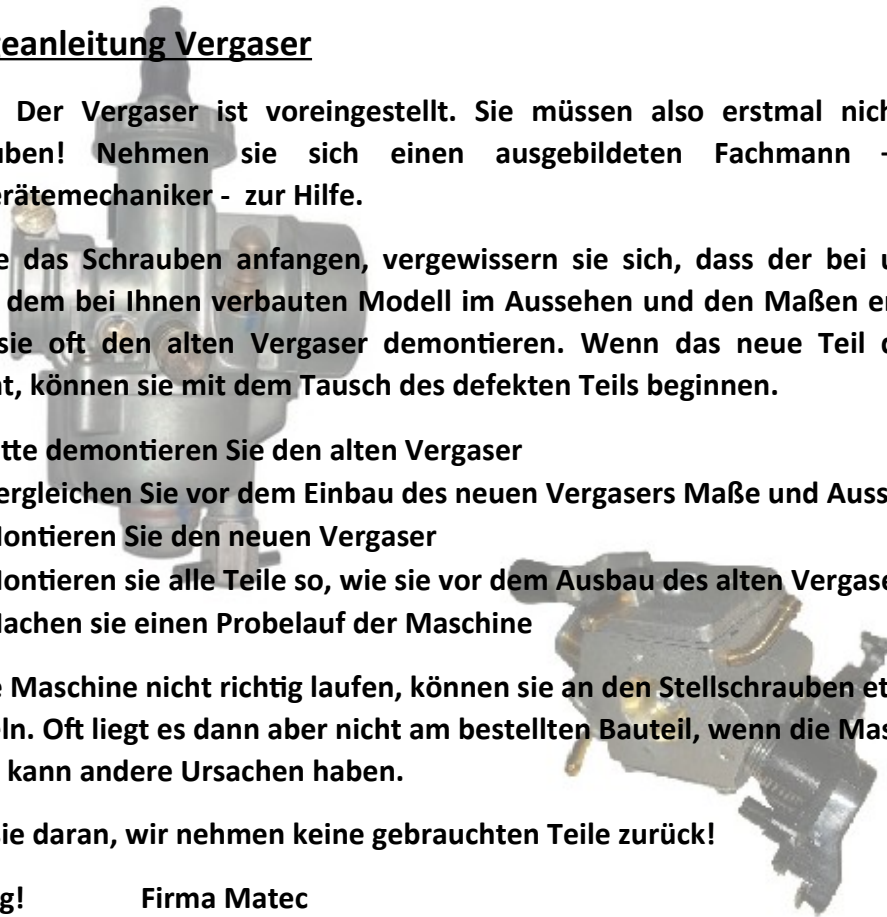 eanleitung Vergaser
Der Vergaser ist voreingestellt. Sie müssen also erstmal nich
uben! Nehmen sie sich einen ausgebildeten Fachmann -
erätemechaniker - zur Hilfe.
e das Schrauben anfangen, vergewissern sie sich, dass der bei u
dem bei Ihnen verbauten Modell im Aussehen und den Maßen er
sie oft den alten Vergaser demontieren. Wenn das neue Teil d
t, können sie mit dem Tausch des defekten Teils beginnen.
tte demontieren Sie den alten Vergaser
ergleichen Sie vor dem Einbau des neuen Vergasers Maße und Auss
ontieren Sie den neuen Vergaser
ontieren sie alle Teile so, wie sie vor dem Ausbau des alten Vergase
achen sie einen Probelauf der Maschine
e Maschine nicht richtig laufen, können sie an den Stellschrauben et
ln. Oft liegt es dann aber nicht am bestellten Bauteil, wenn die Mas
kann andere Ursachen haben.
sie daran, wir nehmen keine gebrauchten Teile zurück!
g! Firma Matec